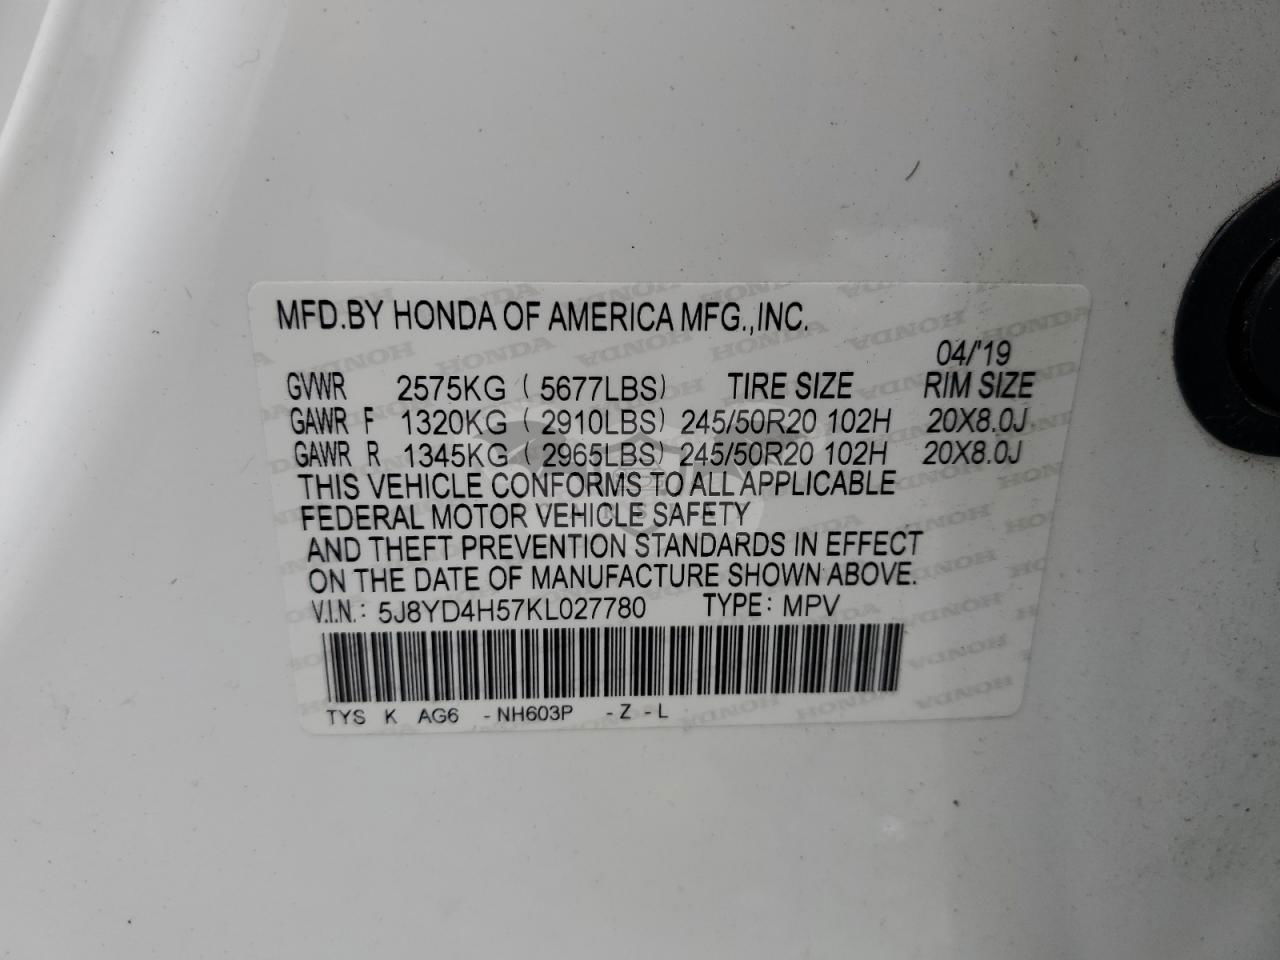 MFD.BY HONDA OF AMERICA MFG.,INC.
04/'19
GVWR 2575KG ( 5677LBS) TIRE SIZE RIM SIZE
GAWR F 1320KG ( 2910LBS) 245/50R20 102H 20X8.0J
GAWR R 1345KG ( 2965LBS) 245/50R20 102H 20X8.0J
THIS VEHICLE CONFORMS TO ALL APPLICABLE
FEDERAL MOTOR VEHICLE SAFETY
AND THEFT PREVENTION STANDARDS IN EFFECT
ON THE DATE OF MANUFACTURE SHOWN ABOVE.
V.I.N.: 5J8YD4H57KL027780 TYPE: MPV
TYS K AG6 -NH603P -Z -L